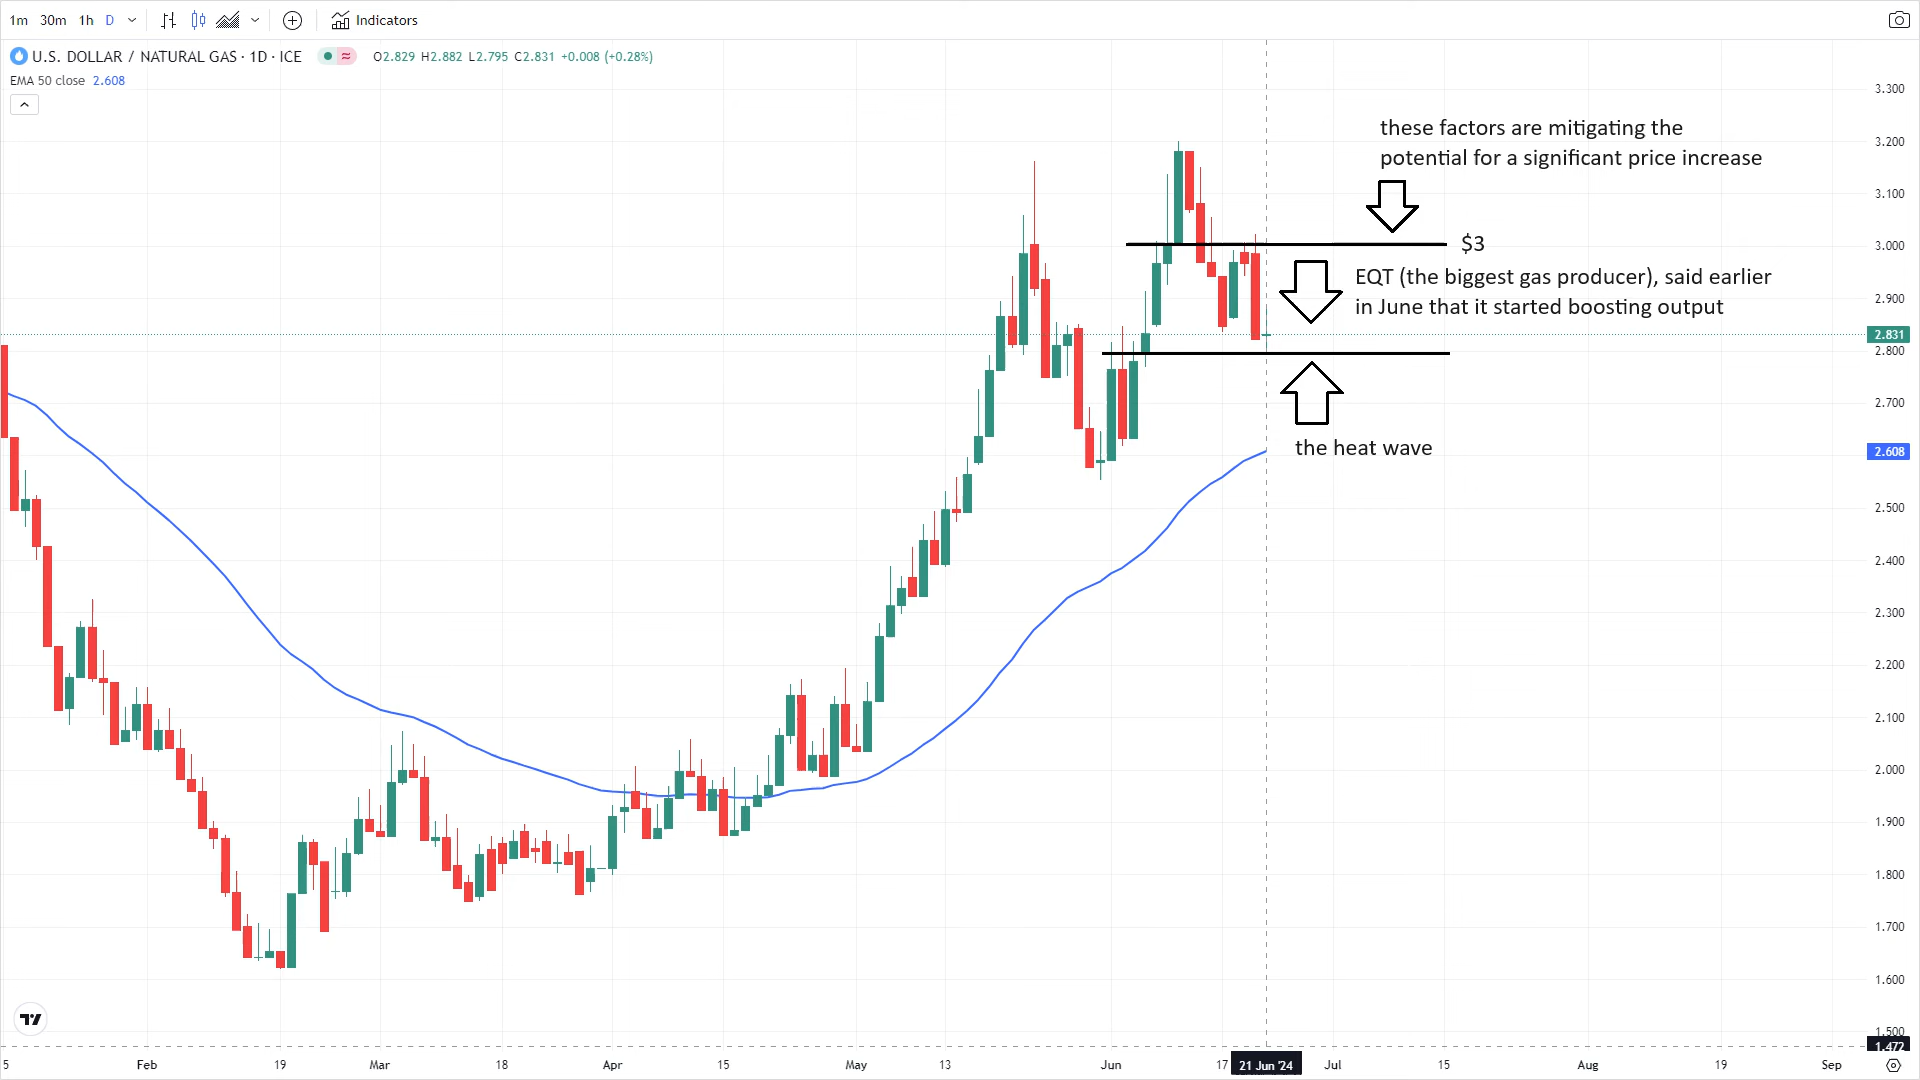 1m 30m 1h D Indicators
U.S. DOLLAR / NATURAL GAS · 1D · ICE O2.829 H2.882 L2.795 C2.831 +0.008 (+0.28%)
EMA 50 close 2.608
these factors are mitigating the
potential for a significant price increase
$3
EQT (the biggest gas producer), said earlier
in June that it started boosting output
the heat wave
3.300
3.200
3.100
3.000
2.900
2.831
2.800
2.700
2.608
2.500
2.400
2.300
2.200
2.100
2.000
1.900
1.800
1.700
1.600
1.500
1.472
5 Feb 19 Mar 18 Apr 15 May 13 Jun 17 21 Jun '24 Jul 15 Aug 19 Sep